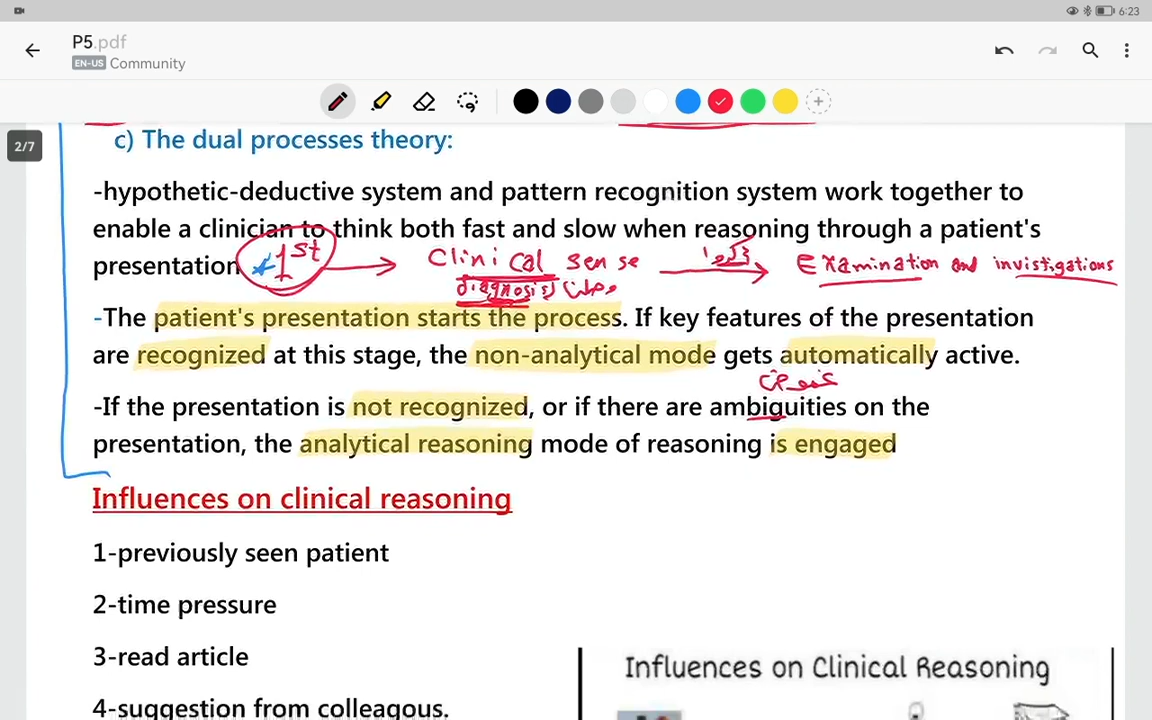 6:23
P5.pdf
EN-US Community
2/7
c) The dual processes theory:
-hypothetic-deductive system and pattern recognition system work together to
enable a clinician to think both fast and slow when reasoning through a patient's
presentation
1st
clinical sense
examination and invistigations
diagnosis
-The patient's presentation starts the process. If key features of the presentation
are recognized at this stage, the non-analytical mode gets automatically active.
-If the presentation is not recognized, or if there are ambiguities on the
presentation, the analytical reasoning mode of reasoning is engaged
Influences on clinical reasoning
1-previously seen patient
2-time pressure
3-read article
Influences on Clinical Reasoning
4-suggestion from colleagous.